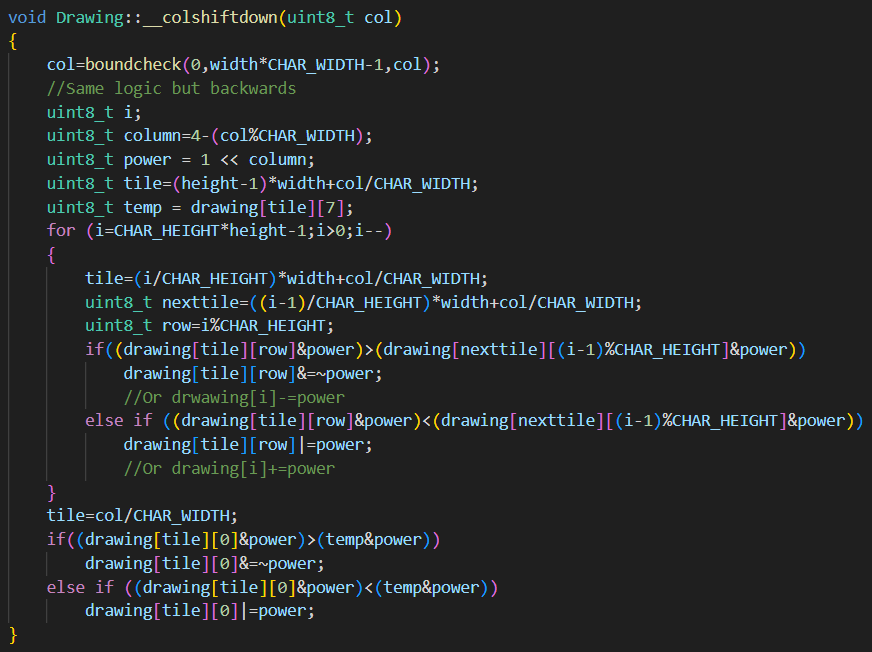 void Drawing::__colshiftdown(uint8_t col)
{
    col=boundcheck(0,width*CHAR_WIDTH-1,col);
    //Same logic but backwards
    uint8_t i;
    uint8_t column=4-(col%CHAR_WIDTH);
    uint8_t power = 1 << column;
    uint8_t tile=(height-1)*width+col/CHAR_WIDTH;
    uint8_t temp = drawing[tile][7];
    for (i=CHAR_HEIGHT*height-1;i>0;i--)
    {
        tile=(i/CHAR_HEIGHT)*width+col/CHAR_WIDTH;
        uint8_t nexttile=((i-1)/CHAR_HEIGHT)*width+col/CHAR_WIDTH;
        uint8_t row=i%CHAR_HEIGHT;
        if((drawing[tile][row]&power)>(drawing[nexttile][(i-1)%CHAR_HEIGHT]&power))
            drawing[tile][row]&=~power;
            //Or drwawing[i]-=power
        else if ((drawing[tile][row]&power)<(drawing[nexttile][(i-1)%CHAR_HEIGHT]&power))
            drawing[tile][row]|=power;
            //Or drawing[i]+=power
    }
    tile=col/CHAR_WIDTH;
    if((drawing[tile][0]&power)>(temp&power))
        drawing[tile][0]&=~power;
    else if ((drawing[tile][0]&power)<(temp&power))
        drawing[tile][0]|=power;
}